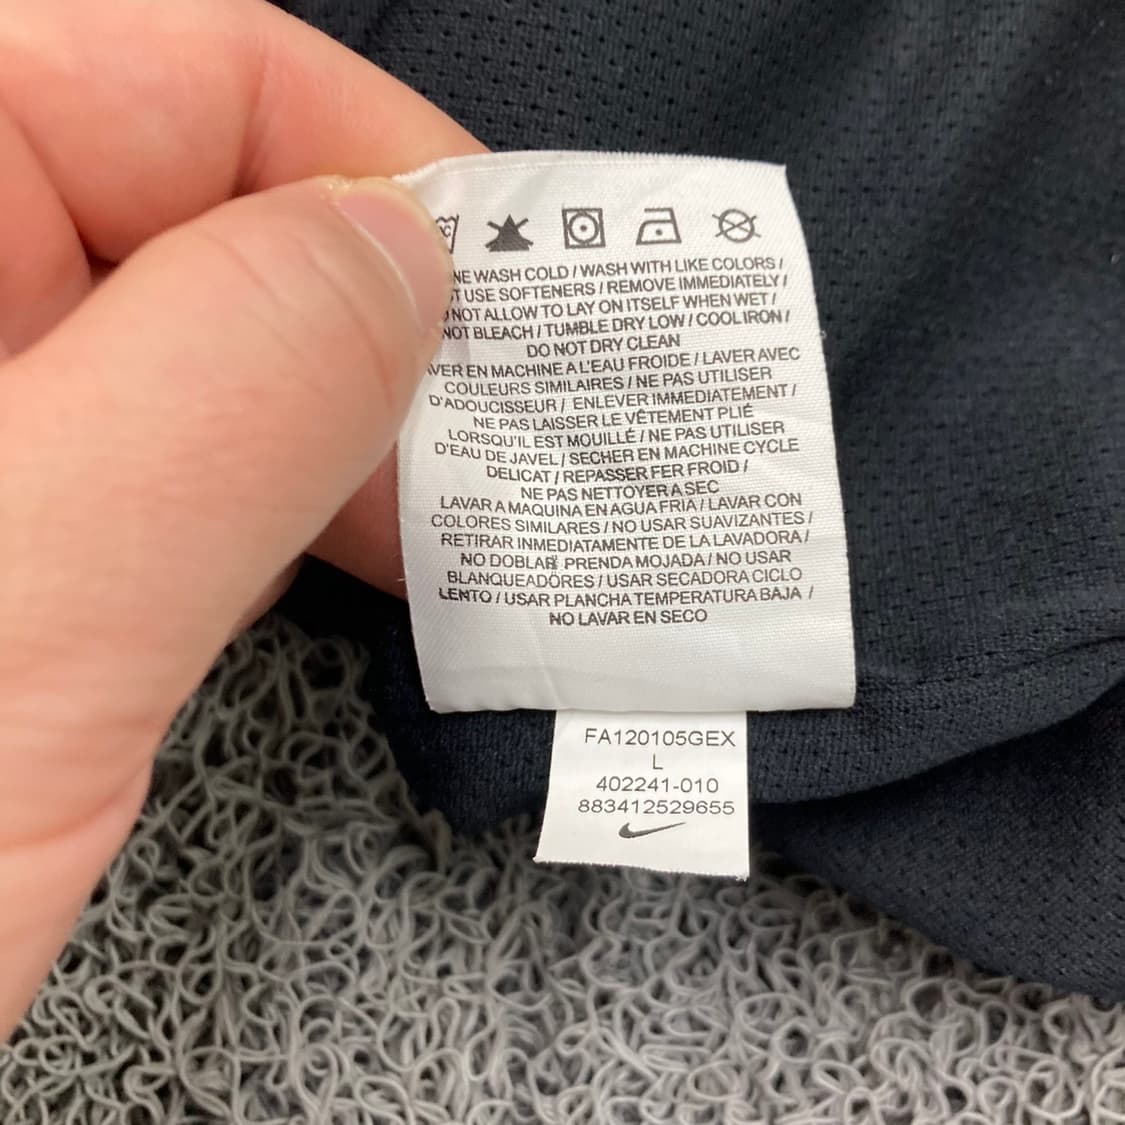 WASH COLD / WASH WITH LIKE COLORS /
USE SOFTENERS / REMOVE IMMEDIATELY /
NOT ALLOW TO LAY ON ITSELF WHEN WET /
NOT BLEACH / TUMBLE DRY LOW / COOL IRON /
DO NOT DRY CLEAN
EN MACHINE A L'EAU FROIDE / LAVER AVEC
COULEURS SIMILAIRES / NE PAS UTILISER
D'ADOUCISSEUR / ENLEVER IMMEDIATEMENT /
NE PAS LAISSER LE VÊTEMENT PLIÉ
LORSQU'IL EST MOUILLÉ / NE PAS UTILISER
D'EAU DE JAVEL / SECHER EN MACHINE CYCLE
DELICAT / REPASSER FER FROID /
NE PAS NETTOYER A SEC
LAVAR A MAQUINA EN AGUA FRIA / LAVAR CON
COLORES SIMILARES / NO USAR SUAVIZANTES /
RETIRAR INMEDIATAMENTE DE LA LAVADORA /
NO DOBLAR PRENDA MOJADA / NO USAR
BLANQUEADORES / USAR SECADORA CICLO
LENTO / USAR PLANCHA TEMPERATURA BAJA /
NO LAVAR EN SECO
FA120105GEX
L
402241-010
883412529655